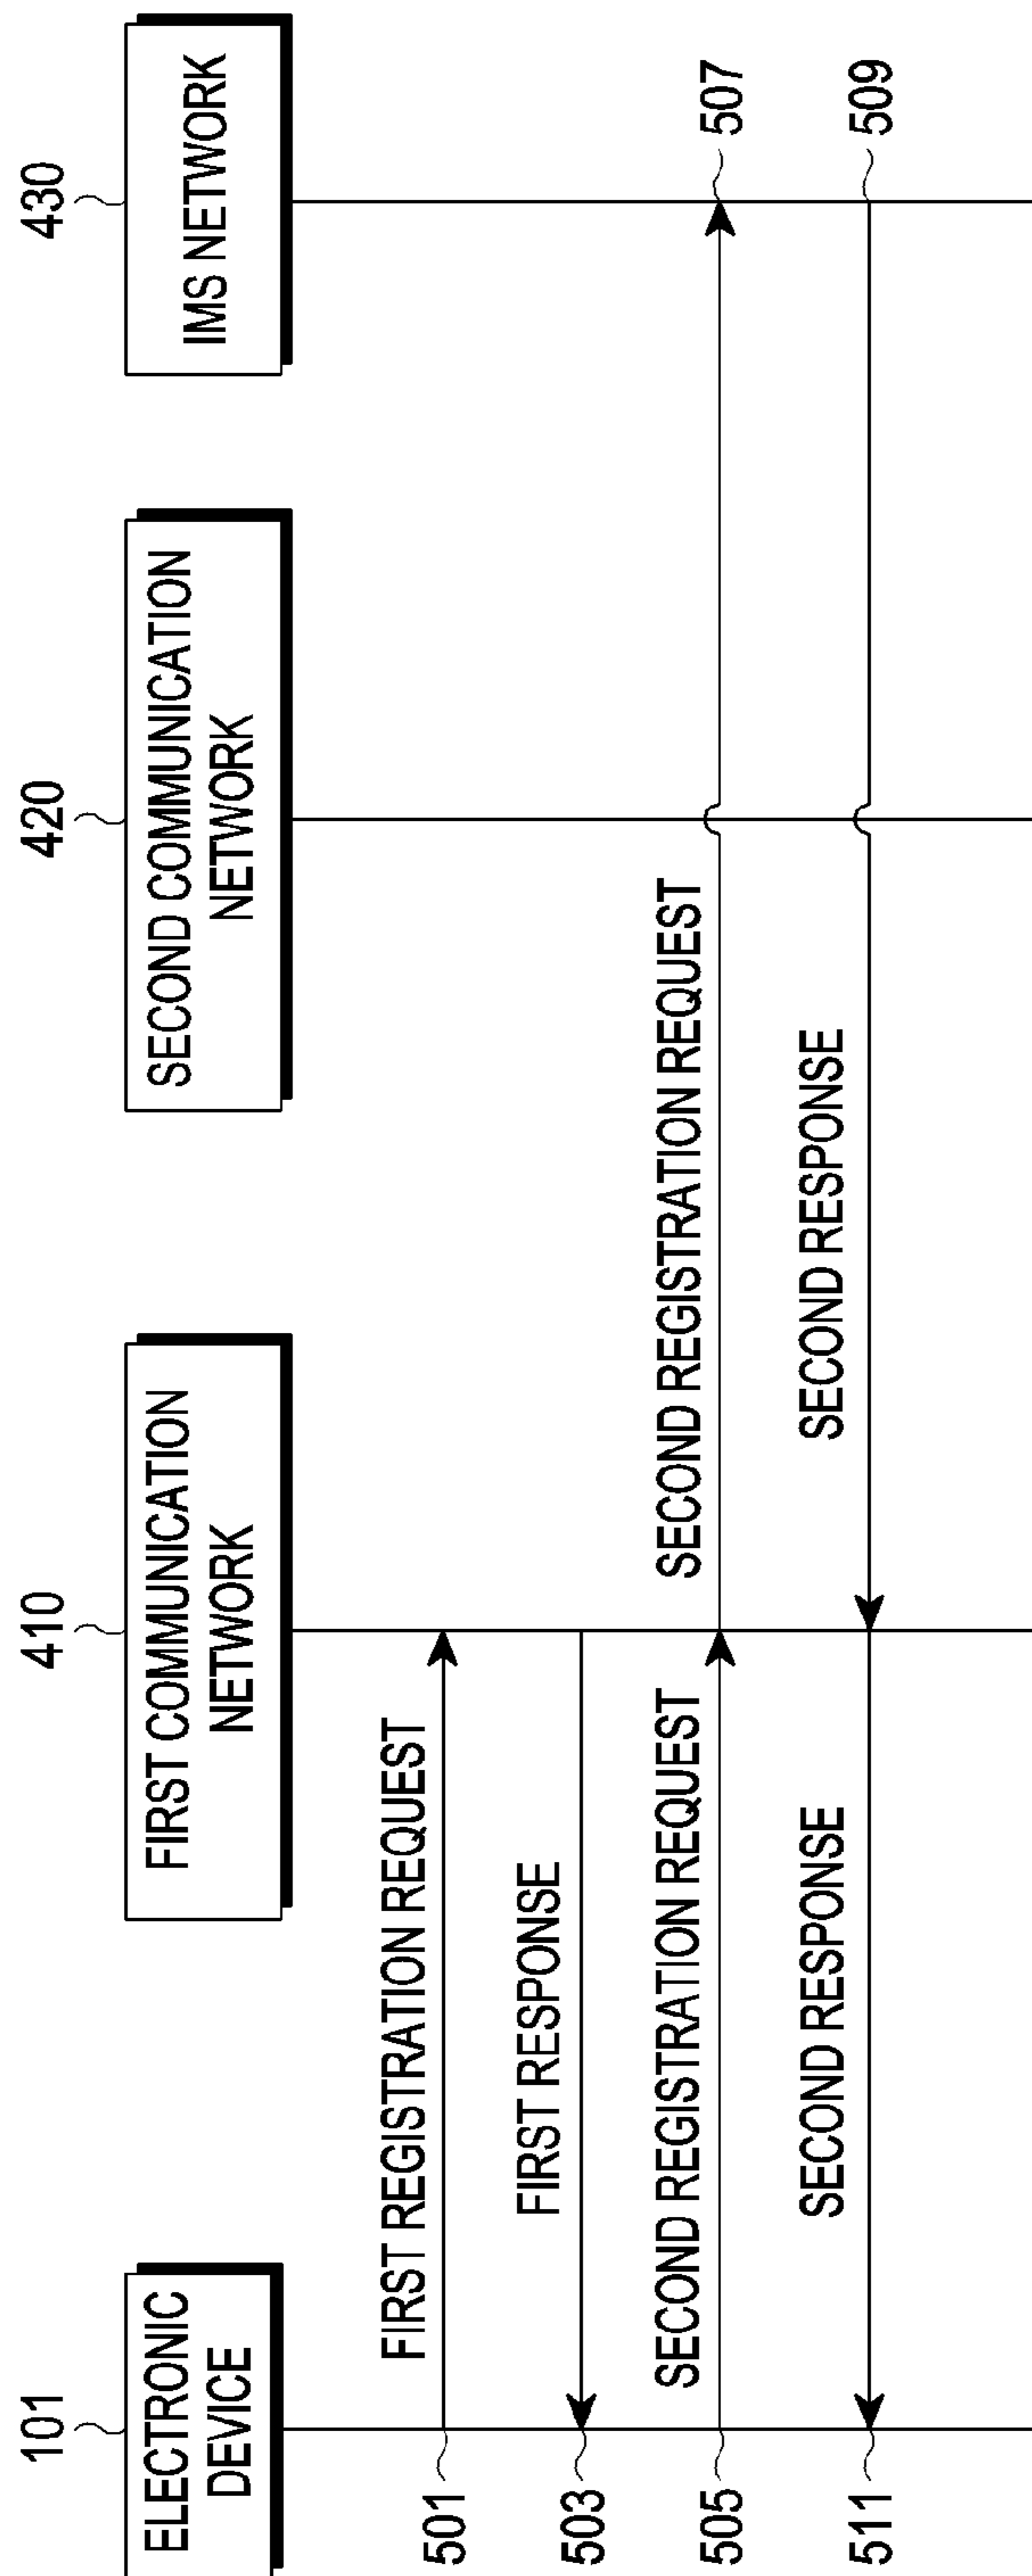 101
410
420
430
ELECTRONIC
DEVICE
FIRST COMMUNICATION
NETWORK
SECOND COMMUNICATION
NETWORK
IMS NETWORK
501
FIRST REGISTRATION REQUEST
503
FIRST RESPONSE
505
SECOND REGISTRATION REQUEST
SECOND REGISTRATION REQUEST
507
511
SECOND RESPONSE
SECOND RESPONSE
509